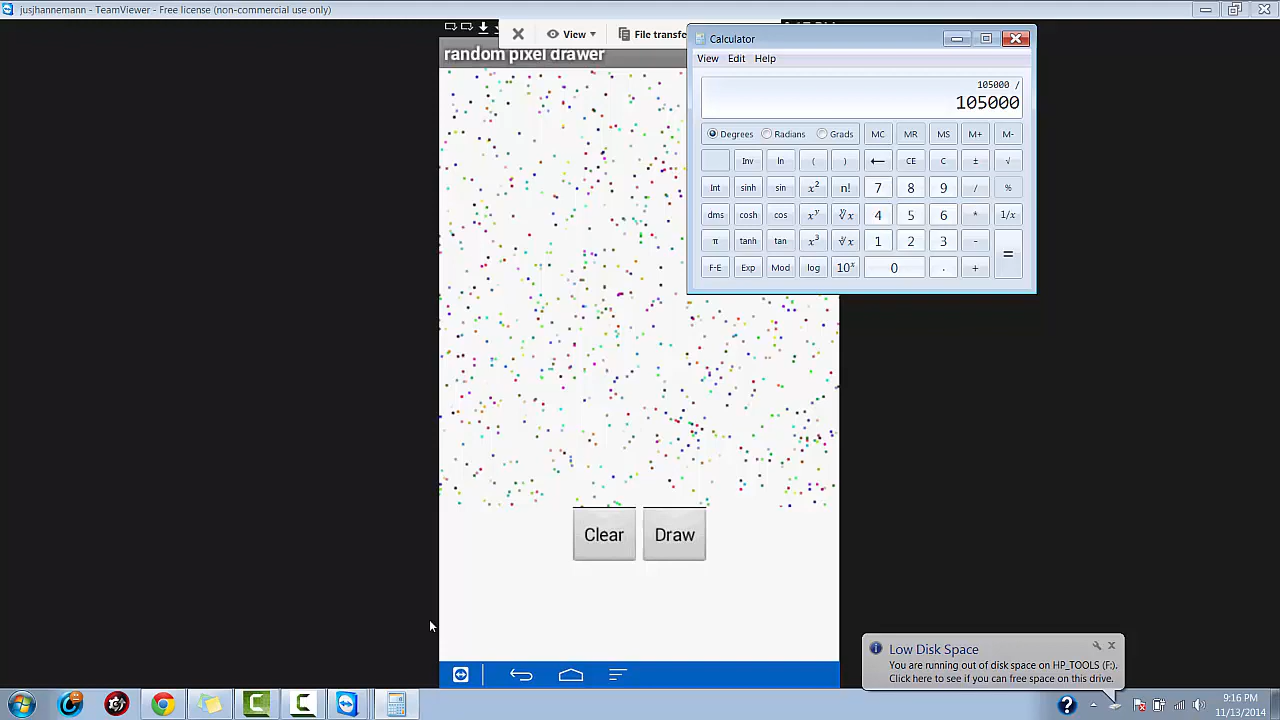 jusjhannemann - TeamViewer - Free license (non-commercial use only)
View
File transfe
random pixel drawer
Calculator
View Edit Help
105000 /
105000
Degrees Radians Grads MC MR MS M+ M-
Inv ln ( ) ← CE C ± √
Int sinh sin x² n! 7 8 9 / %
dms cosh cos xʸ ʸ√x 4 5 6 * 1/x
π tanh tan x³ ³√x 1 2 3 - =
F-E Exp Mod log 10ˣ 0 . +
Clear Draw
Low Disk Space
You are running out of disk space on HP_TOOLS (F:).
Click here to see if you can free space on this drive.
9:16 PM
11/13/2014